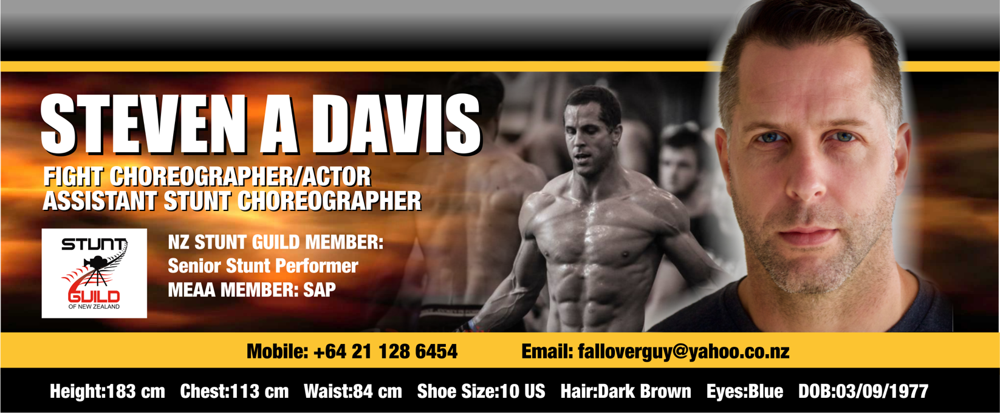 STEVEN A DAVIS
FIGHT CHOREOGRAPHER/ACTOR
ASSISTANT STUNT CHOREOGRAPHER
STUNT
GUILD
OF NEW ZEALAND
NZ STUNT GUILD MEMBER:
Senior Stunt Performer
MEAA MEMBER: SAP
Mobile: +64 21 128 6454 Email: falloverguy@yahoo.co.nz
Height:183 cm Chest:113 cm Waist:84 cm Shoe Size:10 US Hair:Dark Brown Eyes:Blue DOB:03/09/1977